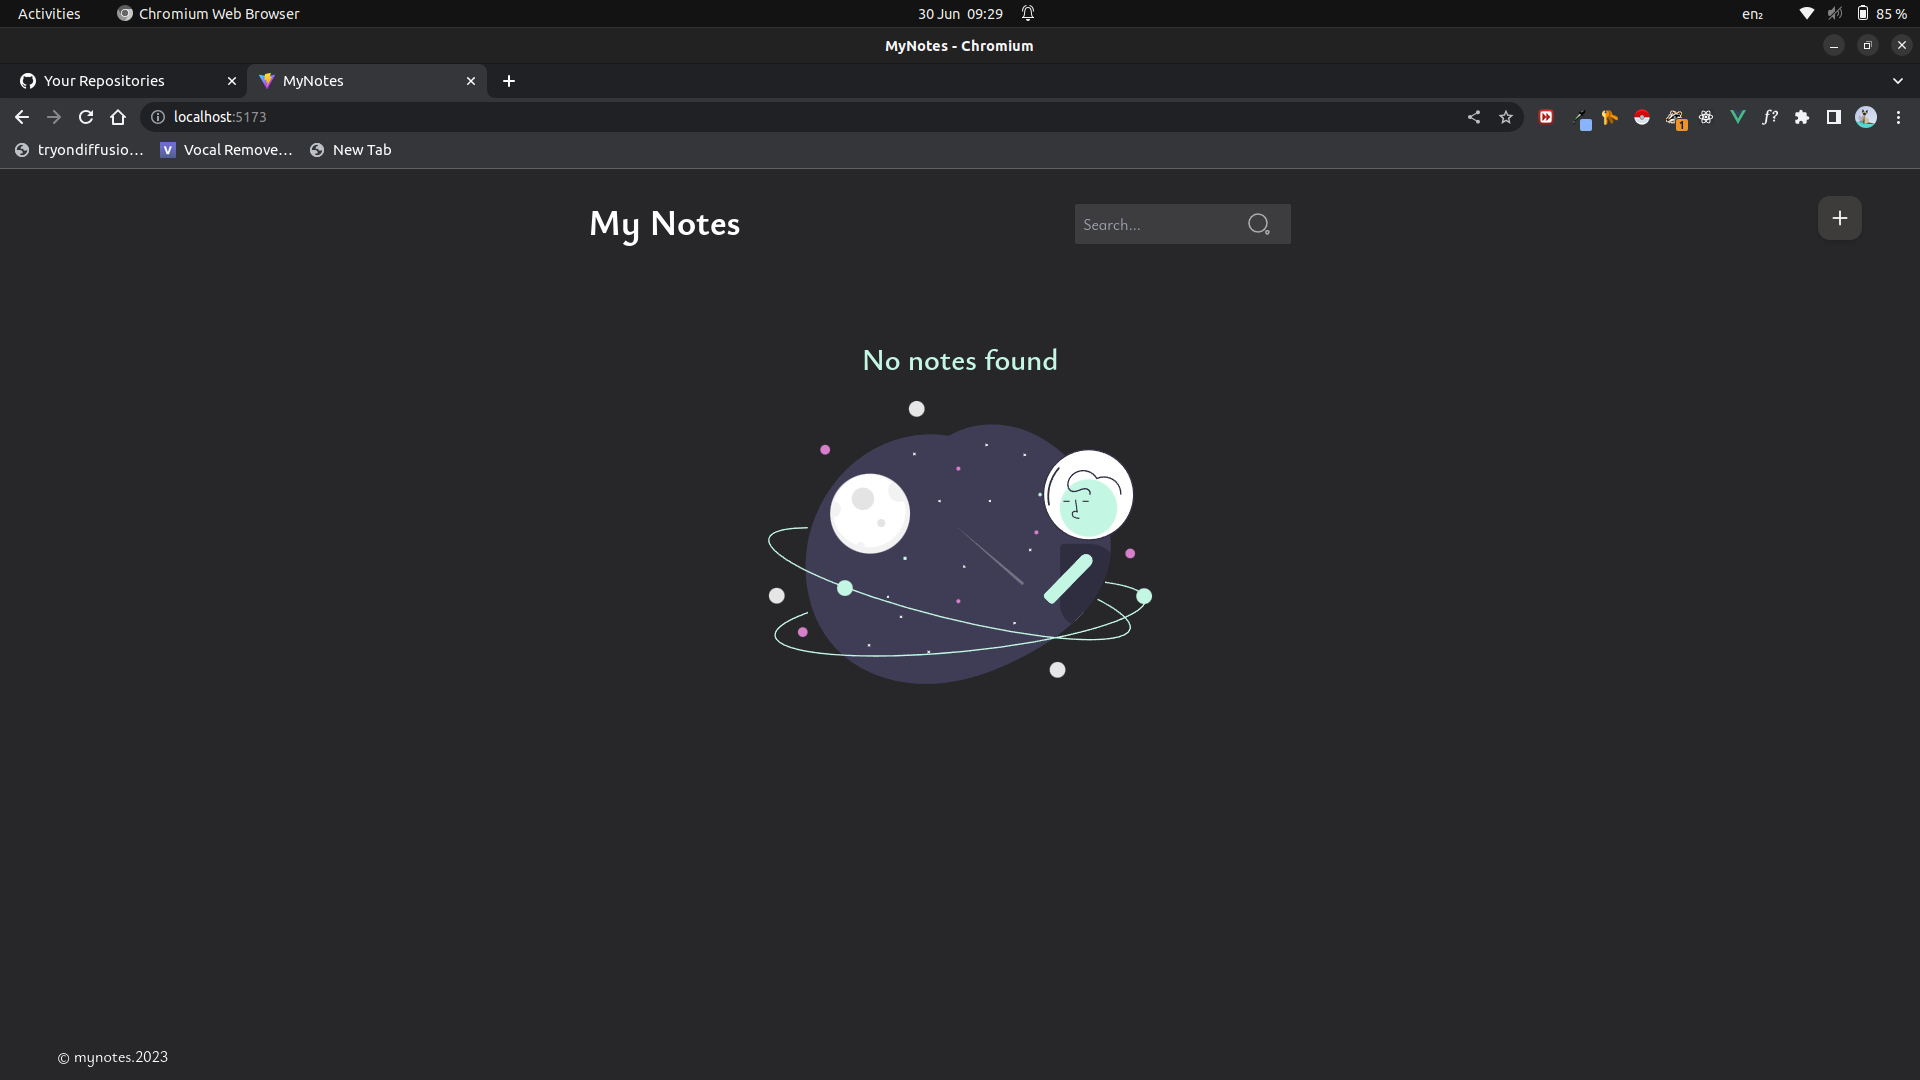 Activities
Chromium Web Browser
30 Jun 09:29
en₂
85 %
MyNotes - Chromium
Your Repositories
MyNotes
localhost:5173
1
f?
tryondiffusio…
V
Vocal Remove…
New Tab
My Notes
Search...
No notes found
© mynotes.2023